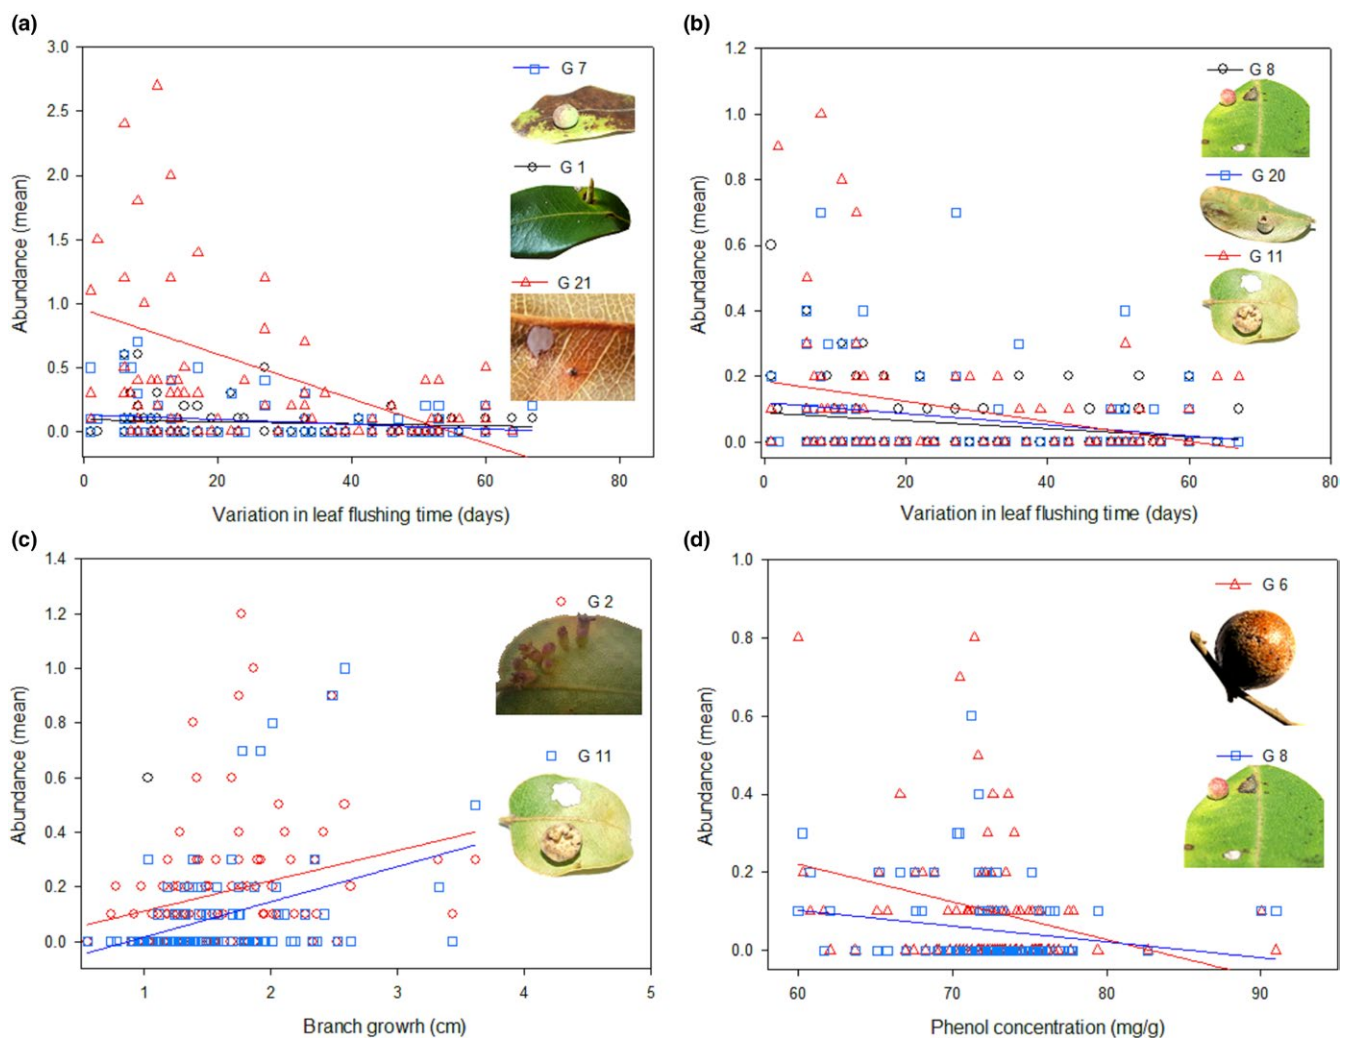 (a)
3.0
2.5
2.0
1.5
1.0
0.5
0.0
Abundance (mean)
0 20 40 60 80
Variation in leaf flushing time (days)
G 7
G 1
G 21
(b)
1.2
1.0
0.8
0.6
0.4
0.2
0.0
Abundance (mean)
0 20 40 60 80
Variation in leaf flushing time (days)
G 8
G 20
G 11
(c)
1.4
1.2
1.0
0.8
0.6
0.4
0.2
0.0
Abundance (mean)
1 2 3 4 5
Branch growrh (cm)
G 2
G 11
(d)
1.0
0.8
0.6
0.4
0.2
0.0
Abundance (mean)
60 70 80 90
Phenol concentration (mg/g)
G 6
G 8